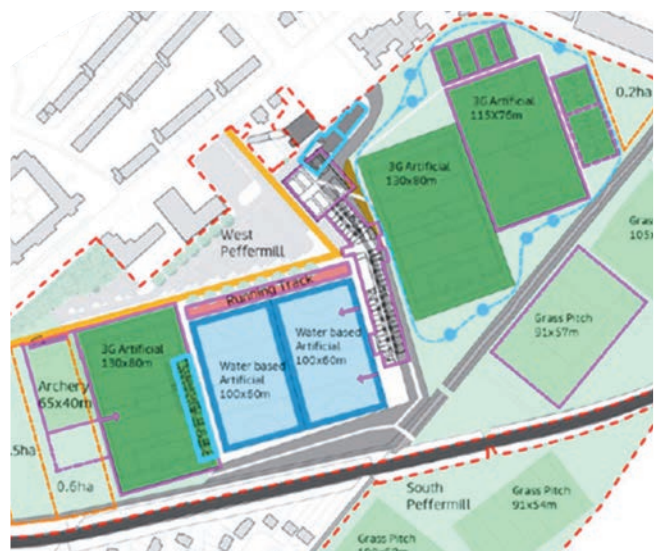 3G Artificial
115X76m
0.2ha
3G Artificial
130x80m
West
Peffermill
Running Track
Grass Pitch
91x57m
Water based
Artificial
100x60m
Water based
Artificial
100x60m
3G Artificial
130x80m
Archery
65x40m
.5ha
0.6ha
South
Peffermill
Grass Pitch
91x54m
Grass Pitch